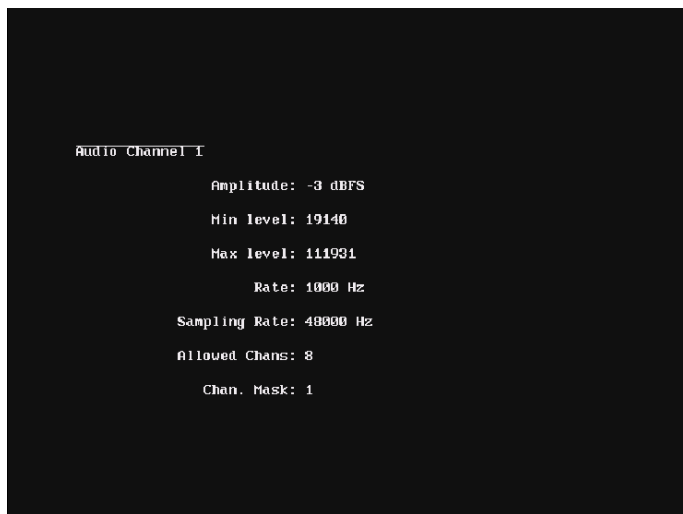 Audio Channel 1
Amplitude: -3 dBFS
Min level: 19140
Max level: 111931
Rate: 1000 Hz
Sampling Rate: 48000 Hz
Allowed Chans: 8
Chan. Mask: 1